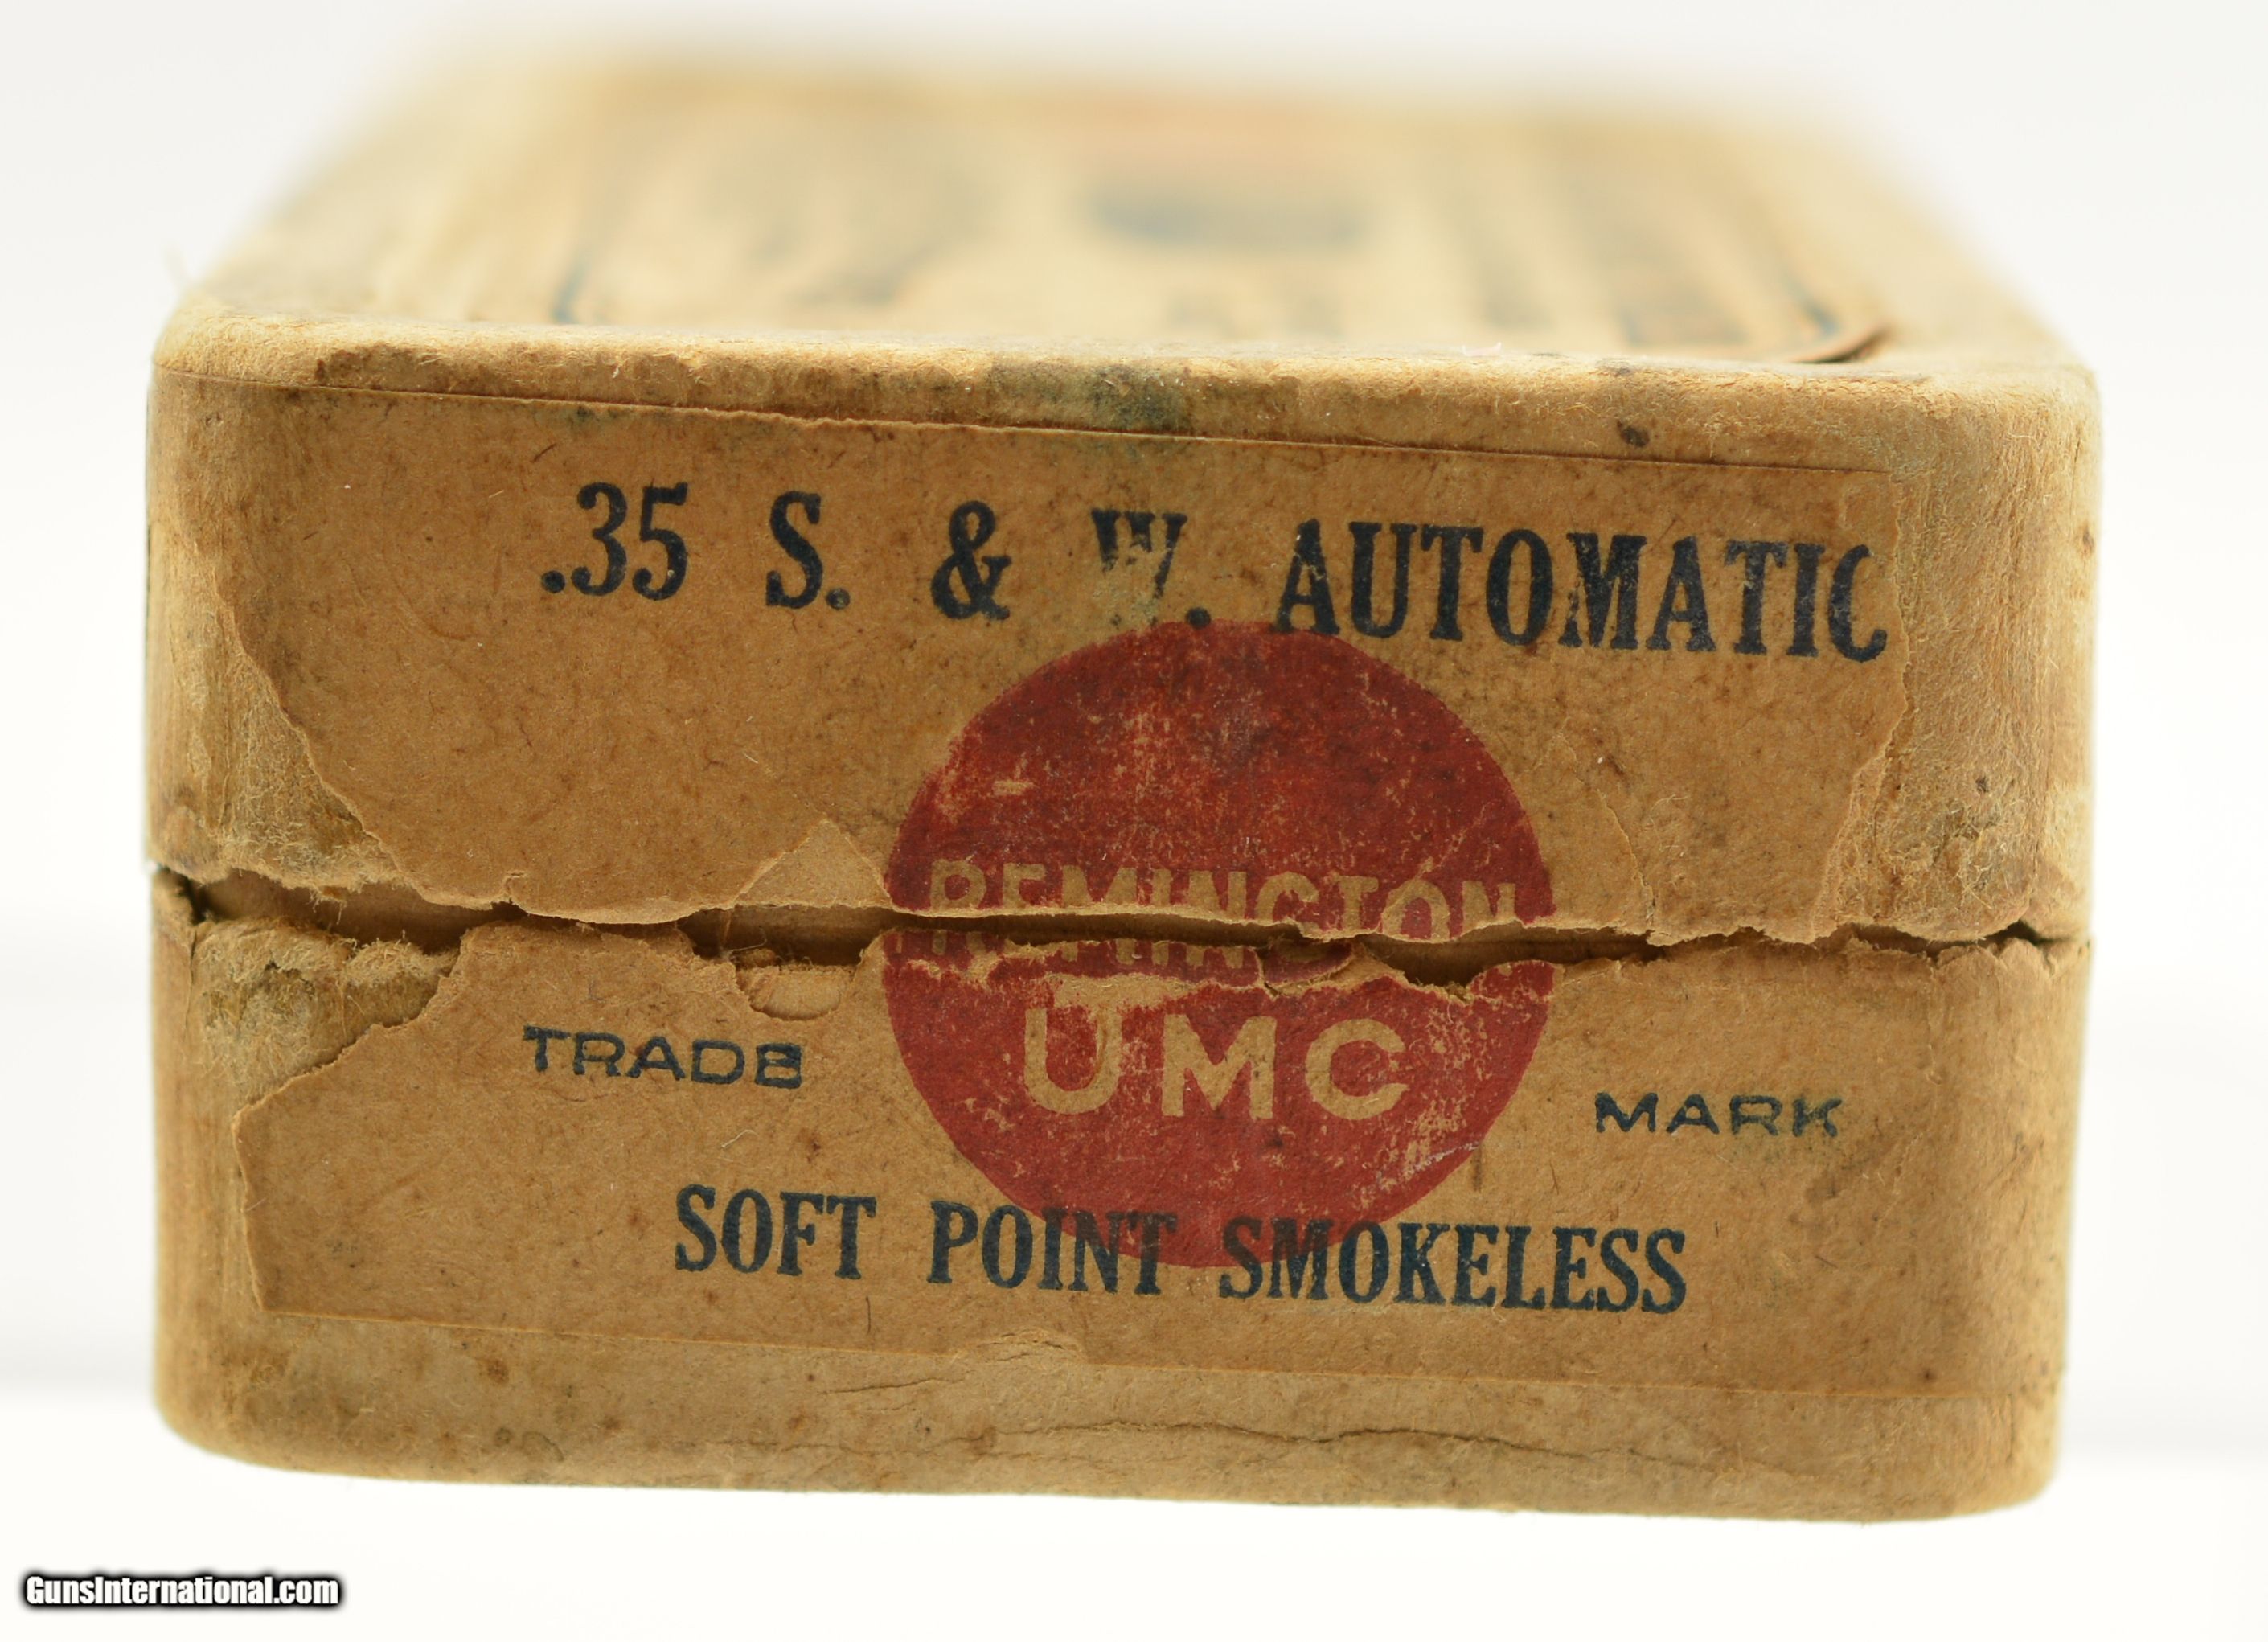 .35 S. & W. AUTOMATIC
REMINGTON
UMC
TRADE MARK
SOFT POINT SMOKELESS
GunsInternational.com